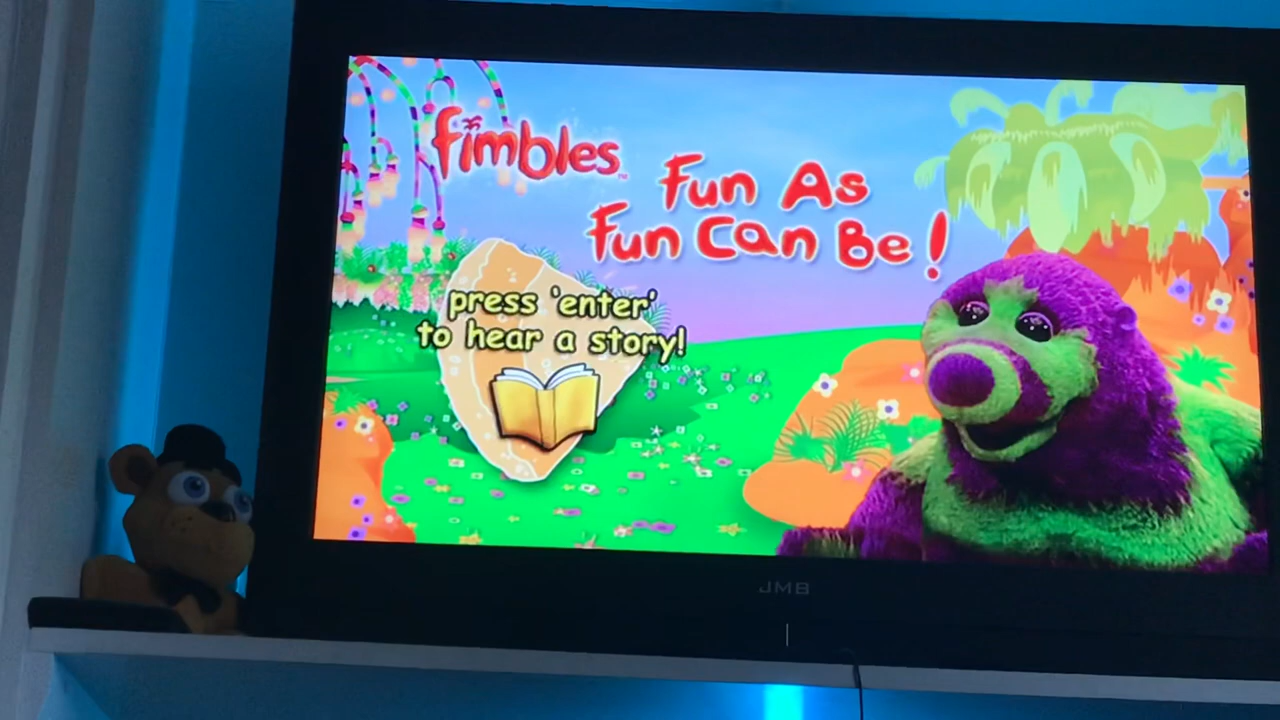 fimbles
Fun As
Fun Can Be!
press 'enter'
to hear a story!
JMB